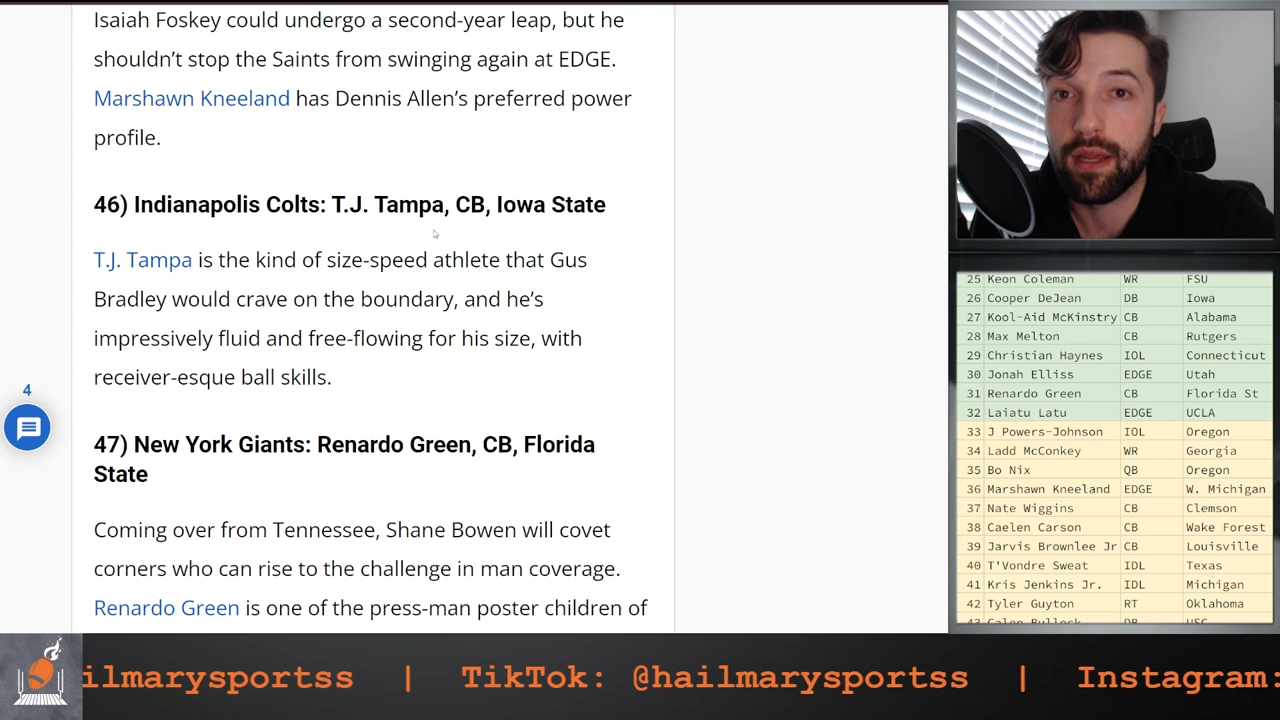 Isaiah Foskey could undergo a second-year leap, but he
shouldn't stop the Saints from swinging again at EDGE.
Marshawn Kneeland has Dennis Allen's preferred power
profile.
46) Indianapolis Colts: T.J. Tampa, CB, Iowa State
T.J. Tampa is the kind of size-speed athlete that Gus
Bradley would crave on the boundary, and he's
impressively fluid and free-flowing for his size, with
receiver-esque ball skills.
47) New York Giants: Renardo Green, CB, Florida
State
Coming over from Tennessee, Shane Bowen will covet
corners who can rise to the challenge in man coverage.
Renardo Green is one of the press-man poster children of
4
25 Keon Coleman WR FSU
26 Cooper DeJean DB Iowa
27 Kool-Aid McKinstry CB Alabama
28 Max Melton CB Rutgers
29 Christian Haynes IOL Connecticut
30 Jonah Elliss EDGE Utah
31 Renardo Green CB Florida St
32 Laiatu Latu EDGE UCLA
33 J Powers-Johnson IOL Oregon
34 Ladd McConkey WR Georgia
35 Bo Nix QB Oregon
36 Marshawn Kneeland EDGE W. Michigan
37 Nate Wiggins CB Clemson
38 Caelen Carson CB Wake Forest
39 Jarvis Brownlee Jr CB Louisville
40 T'Vondre Sweat IDL Texas
41 Kris Jenkins Jr. IDL Michigan
42 Tyler Guyton RT Oklahoma
43 Calen Bullock DB USC
ilmarysportss | TikTok: @hailmarysportss | Instagram: